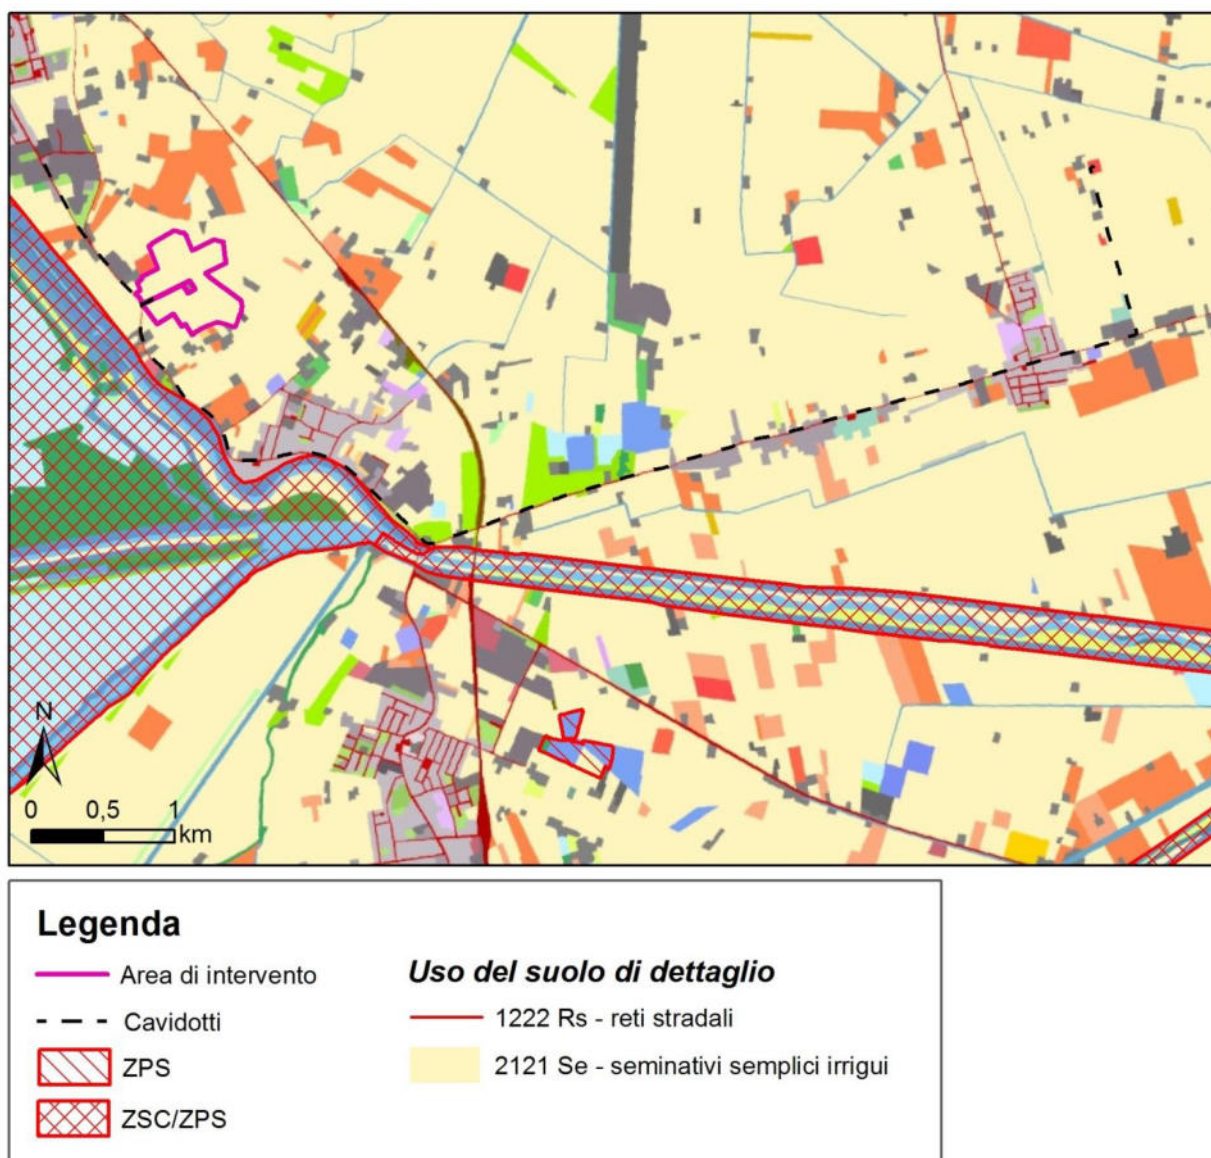 N
0 0,5 1
km
Legenda
Area di intervento
Cavidotti
ZPS
ZSC/ZPS
Uso del suolo di dettaglio
1222 Rs - reti stradali
2121 Se - seminativi semplici irrigui